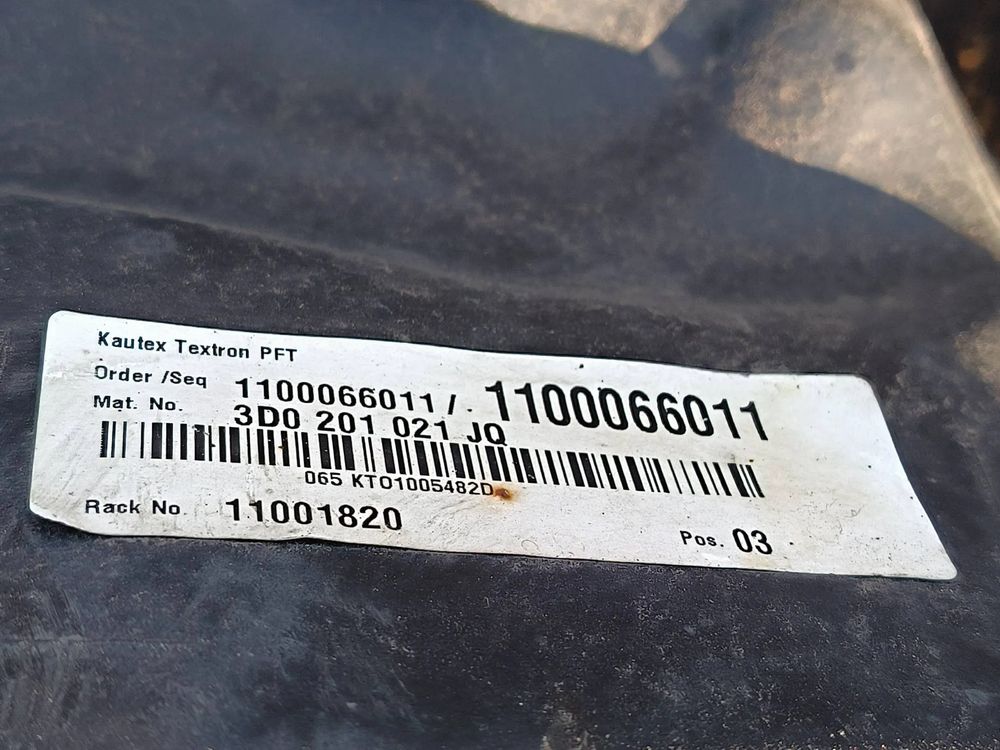 Kautex Textron PFT
Order /Seq 1100066011/. 1100066011
Mat. No. 3D0 201 021 JQ
065 KTO1005482D
Rack No 11001820 Pos. 03